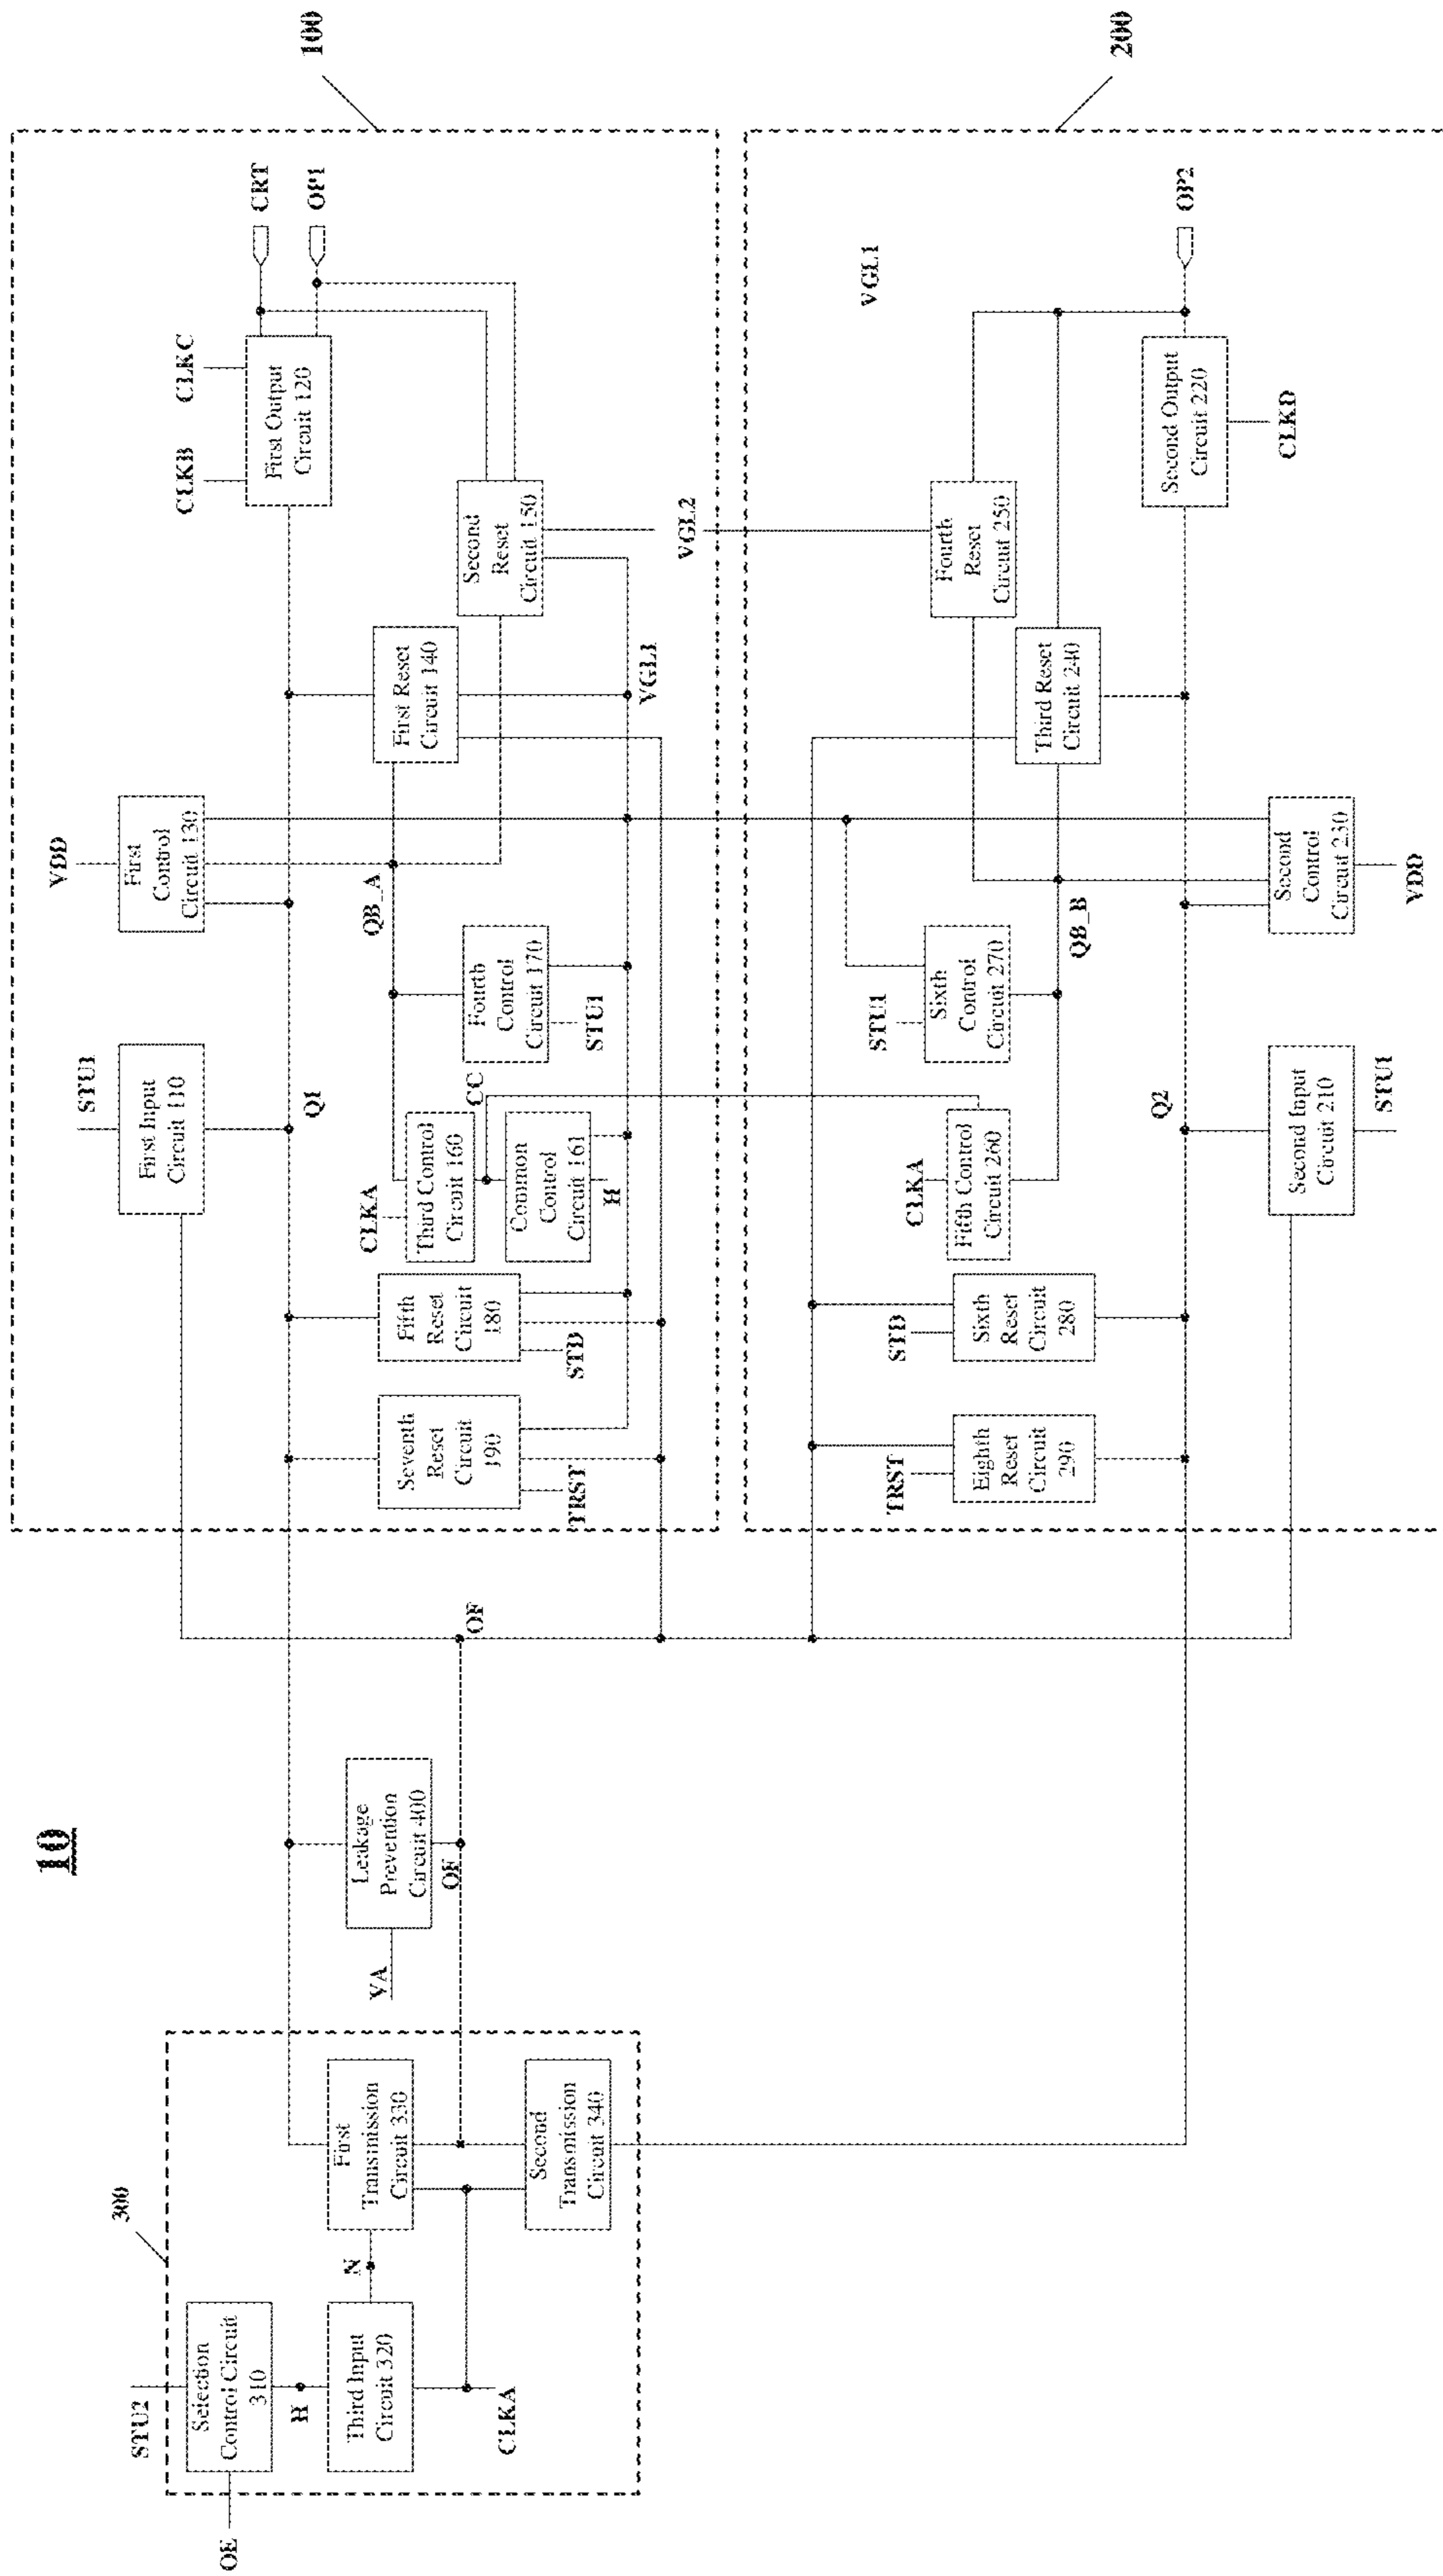 10
300
STU2
OE
Selection
Control Circuit
310
H
Third Input
Circuit 320
N
CLKA
First
Transmission
Circuit 330
Second
Transmission
Circuit 340
VA
Leakage
Prevention
Circuit 400
OF
OF
100
STU1
First Input
Circuit 110
Q1
VDD
First
Control
Circuit 130
CLKB
CLKC
First Output
Circuit 120
CRT
OP1
QB_A
First Reset
Circuit 140
Second
Reset
Circuit 150
VGL1
VGL2
Seventh
Reset
Circuit
190
TRST
Fifth
Reset
Circuit
180
STD
CLKA
Third Control
Circuit 160
CC
Common
Control
Circuit 161
H
Fourth
Control
Circuit 170
STU1
200
TRST
Eighth
Reset
Circuit
290
STD
Sixth
Reset
Circuit
280
CLKA
Fifth Control
Circuit 260
STU1
Sixth
Control
Circuit 270
QB_B
Fourth
Reset
Circuit 250
Third Reset
Circuit 240
VGL1
OP2
Second Output
Circuit 220
CLKD
Q2
Second Input
Circuit 210
STU1
Second
Control
Circuit 230
VDD